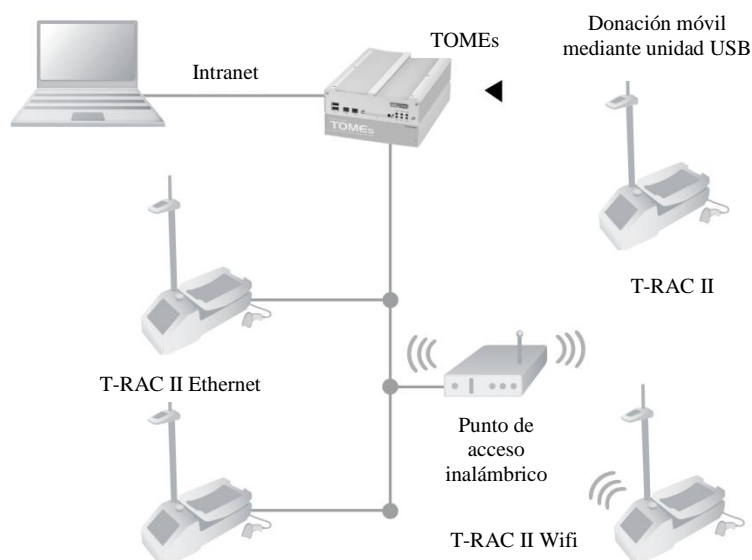 Donación móvil
mediante unidad USB
TOMEs
Intranet
TOMEs
T-RAC II
T-RAC II Ethernet
Punto de
acceso
inalámbrico
T-RAC II Wifi